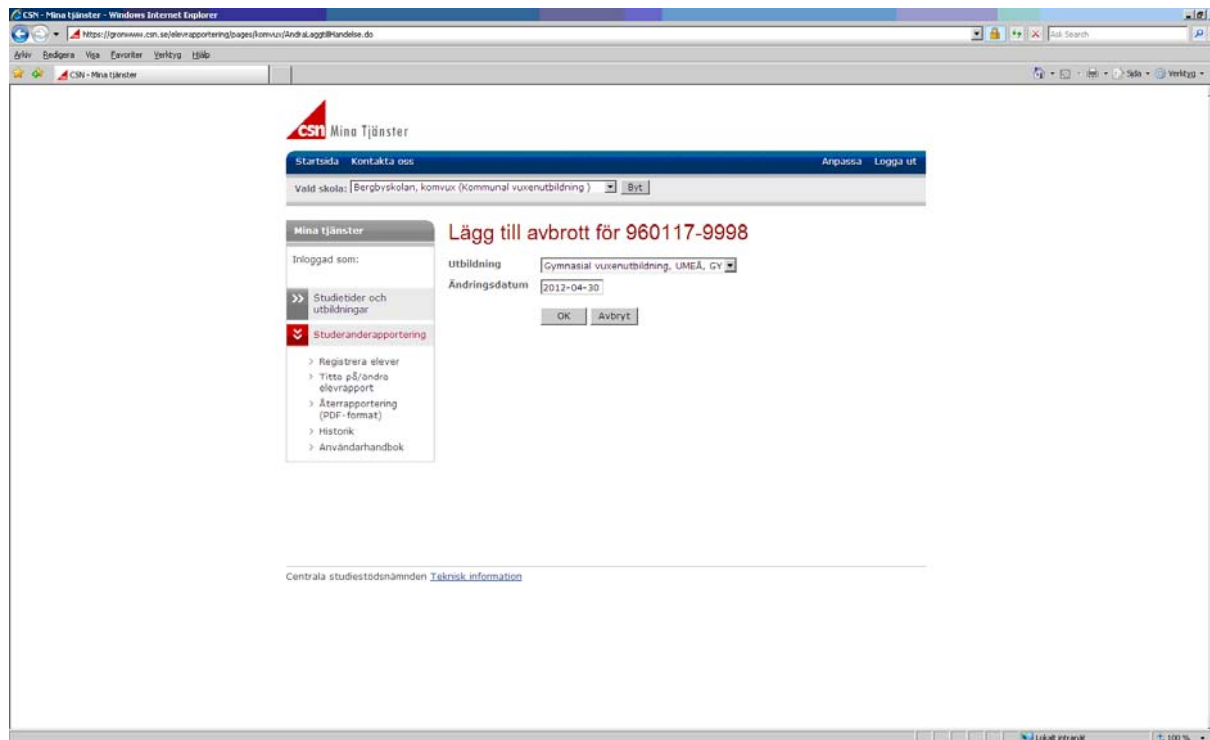 CSN - Mina tjänster - Windows Internet Explorer
https://gronwww.csn.se/elevrapportering/pages/komvux/AndraLaggtillHandelse.do
Ask Search
Arkiv Redigera Visa Favoriter Verktyg Hjälp
CSN - Mina tjänster
Sida Verktyg
csn Mina Tjänster
Startsida Kontakta oss Anpassa Logga ut
Vald skola: Bergbyskolan, komvux (Kommunal vuxenutbildning ) Byt
Mina tjänster
Inloggad som:
Studietider och
utbildningar
Studeranderapportering
> Registrera elever
> Titta på/ändra
elevrapport
> Återrapportering
(PDF-format)
> Historik
> Användarhandbok
Lägg till avbrott för 960117-9998
Utbildning Gymnasial vuxenutbildning, UMEÅ, GY
Ändringsdatum 2012-04-30
OK Avbryt
Centrala studiestödsnämnden Teknisk information
Lokalt intranät 100 %